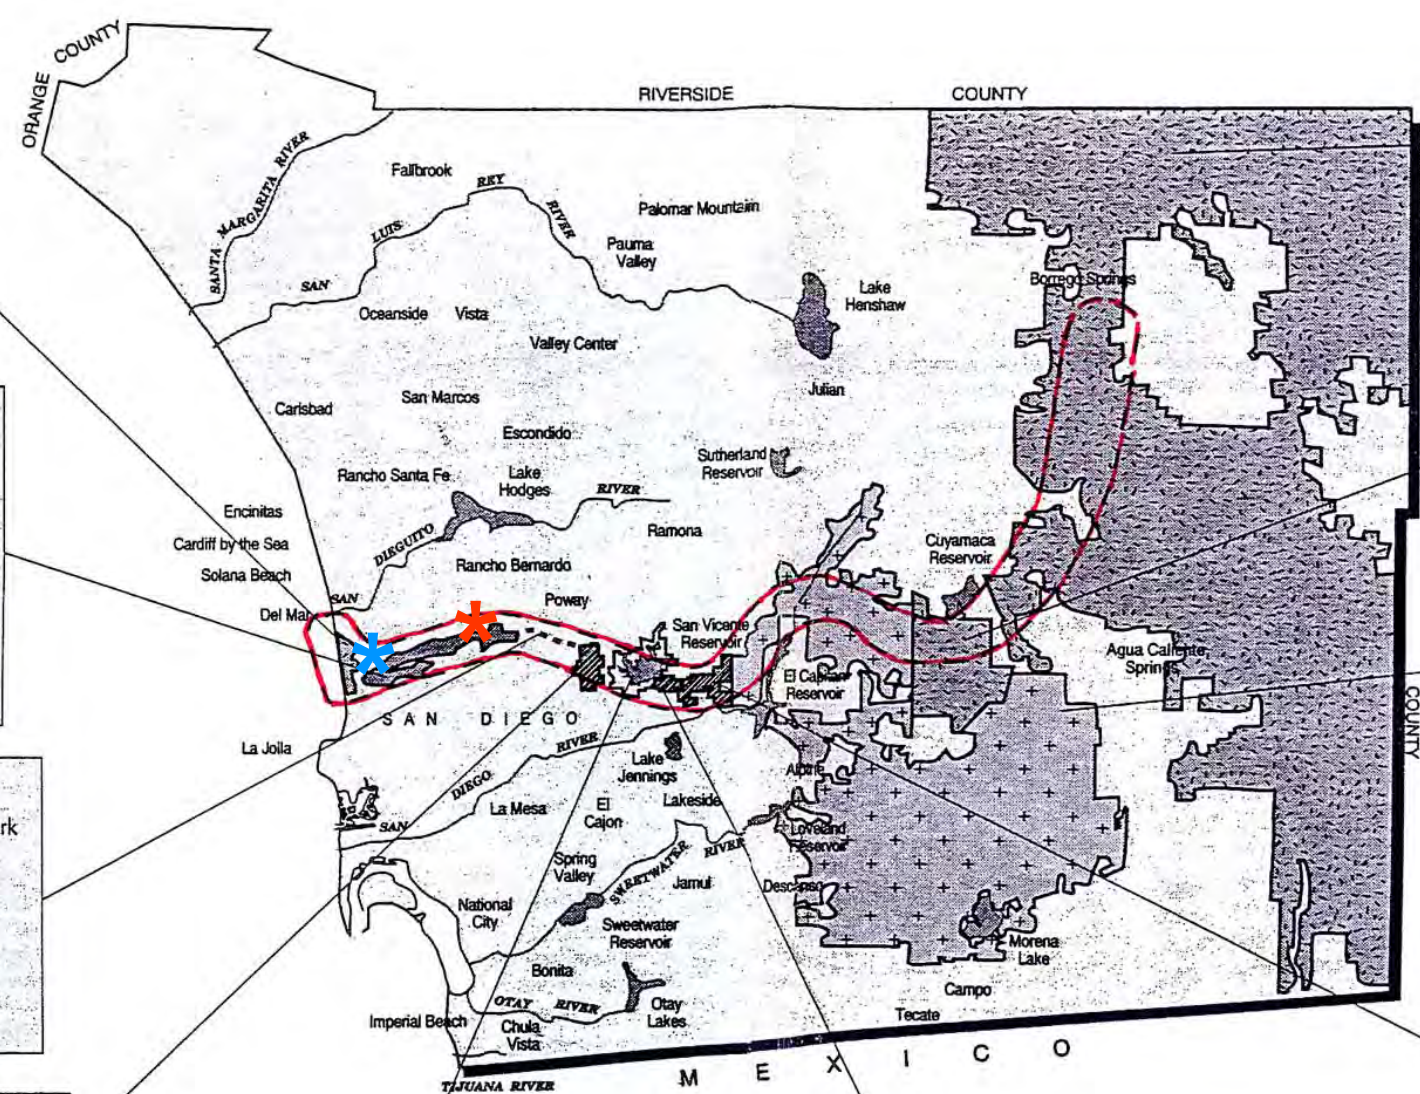 ORANGE COUNTY
RIVERSIDE COUNTY
SANTA MARGARITA RIVER
Fallbrook
SAN LUIS REY RIVER
Palomar Mountain
Pauma
Valley
Lake
Henshaw
Borrego Springs
Oceanside
Vista
Valley Center
Julian
Carlsbad
San Marcos
Escondido
Sutherland
Reservoir
Rancho Santa Fe
Lake
Hodges
RIVER
Encinitas
DIEGUITO
Ramona
Cardiff by the Sea
Cuyamaca
Reservoir
Rancho Bernardo
Solana Beach
SAN
Poway
Del Mar
San Vicente
Reservoir
Agua Caliente
Springs
El Capitan
Reservoir
COUNTY
SAN DIEGO
La Jolla
RIVER
Lake
Jennings
Alpine
DIEGO
La Mesa
El
Cajon
Lakeside
rk
SAN
Loveland
Reservoir
SWEETWATER RIVER
Spring
Valley
Jamul
Descanso
National
City
Sweetwater
Reservoir
Morena
Lake
Bonita
Campo
OTAY RIVER
Otay
Lakes
Imperial Beach
Chula
Vista
Tecate
MEXICO
TIJUANA RIVER